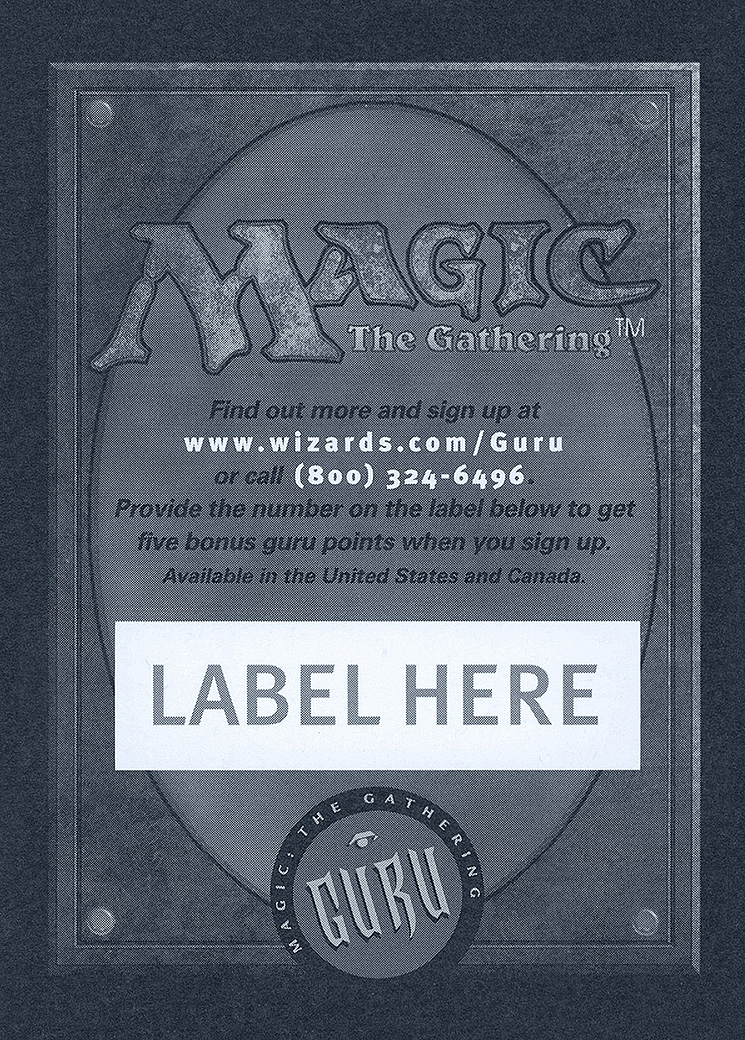 MAGIC
The Gathering™
Find out more and sign up at
www.wizards.com/Guru
or call (800) 324-6496.
Provide the number on the label below to get
five bonus guru points when you sign up.
Available in the United States and Canada.
LABEL HERE
MAGIC: THE GATHERING
GURU